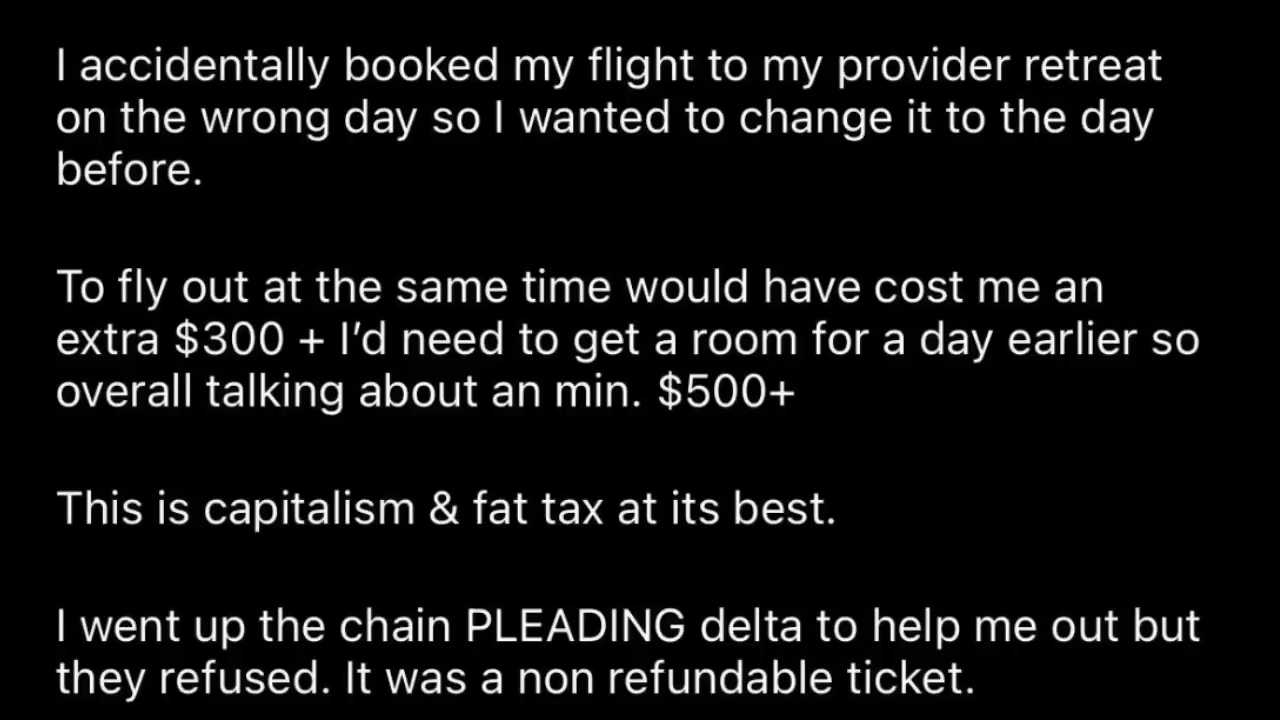 I accidentally booked my flight to my provider retreat
on the wrong day so I wanted to change it to the day
before.
To fly out at the same time would have cost me an
extra $300 + I’d need to get a room for a day earlier so
overall talking about an min. $500+
This is capitalism & fat tax at its best.
I went up the chain PLEADING delta to help me out but
they refused. It was a non refundable ticket.